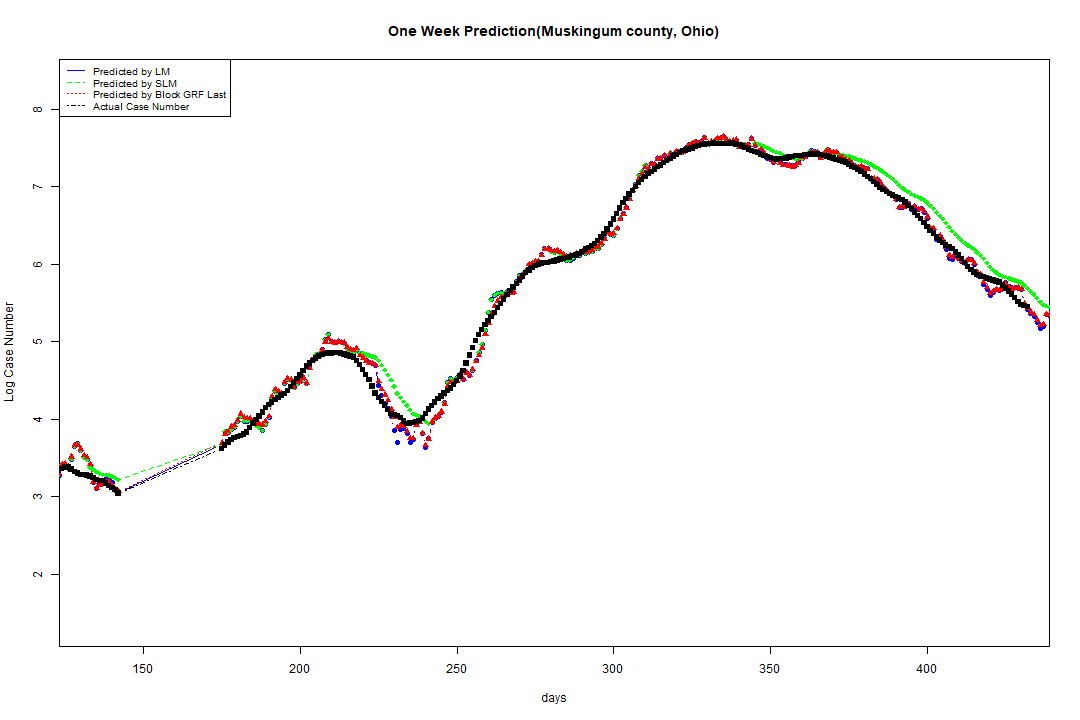 One Week Prediction(Muskingum county, Ohio)
Predicted by LM
Predicted by SLM
Predicted by Block GRF Last
Actual Case Number
8
7
6
5
4
3
2
Log Case Number
150 200 250 300 350 400
days